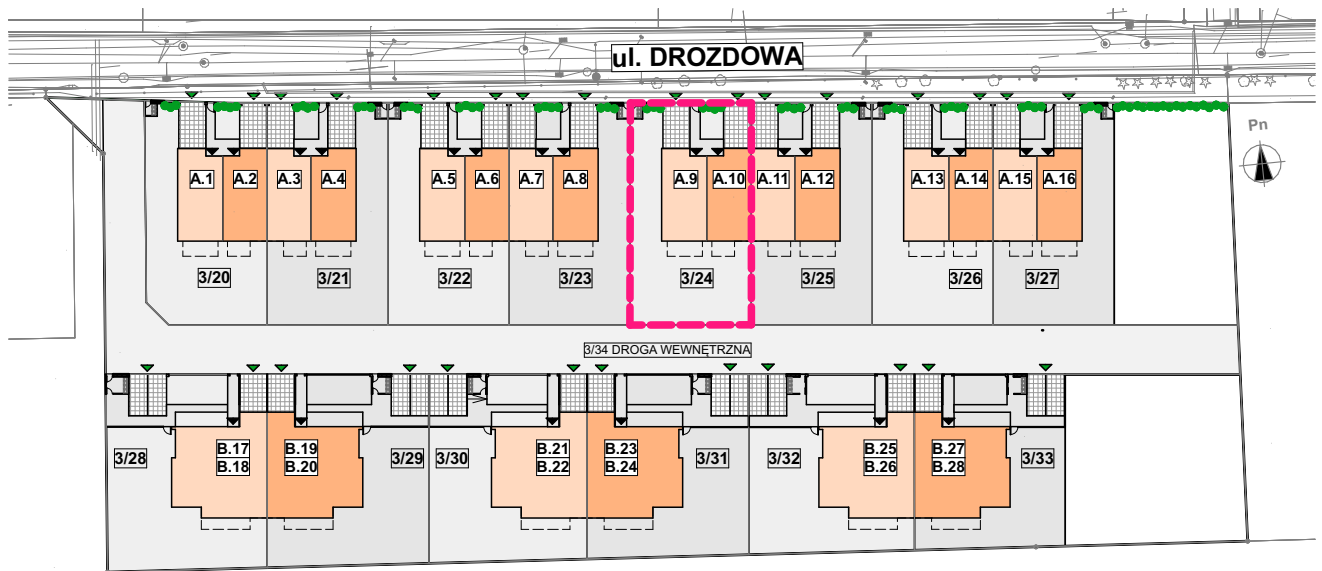 ul. DROZDOWA
Pn
A.1 A.2 A.3 A.4 A.5 A.6 A.7 A.8 A.9 A.10 A.11 A.12 A.13 A.14 A.15 A.16
3/20 3/21 3/22 3/23 3/24 3/25 3/26 3/27
3/34 DROGA WEWNĘTRZNA
B.17 B.19 B.21 B.23 B.25 B.27
3/28 B.18 B.20 3/29 3/30 B.22 B.24 3/31 3/32 B.26 B.28 3/33